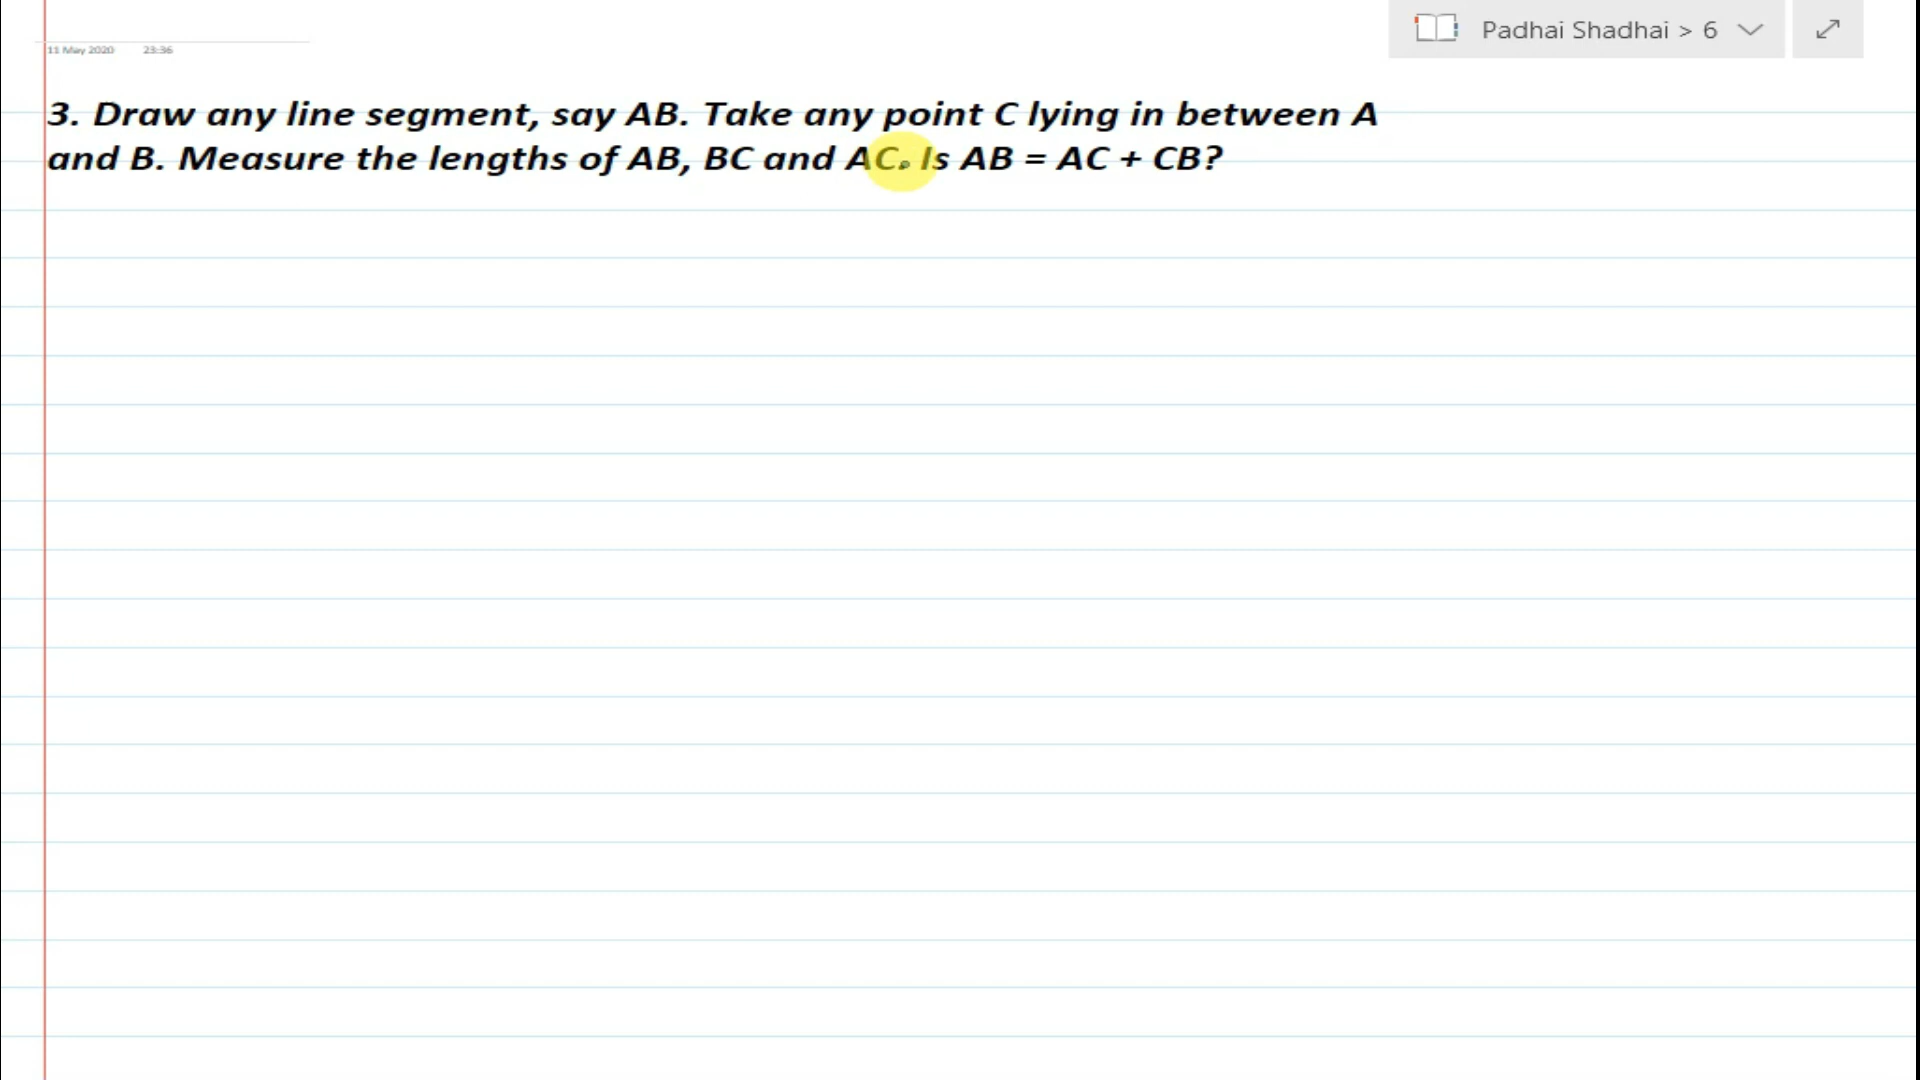 Padhai Shadhai > 6
11 May 2020 23:36
3. Draw any line segment, say AB. Take any point C lying in between A
and B. Measure the lengths of AB, BC and AC. Is AB = AC + CB?